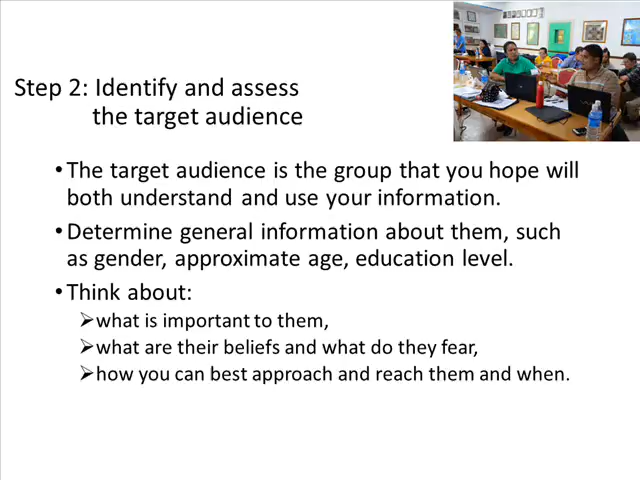 Step 2: Identify and assess
the target audience
•The target audience is the group that you hope will
both understand and use your information.
•Determine general information about them, such
as gender, approximate age, education level.
•Think about:
➢what is important to them,
➢what are their beliefs and what do they fear,
➢how you can best approach and reach them and when.